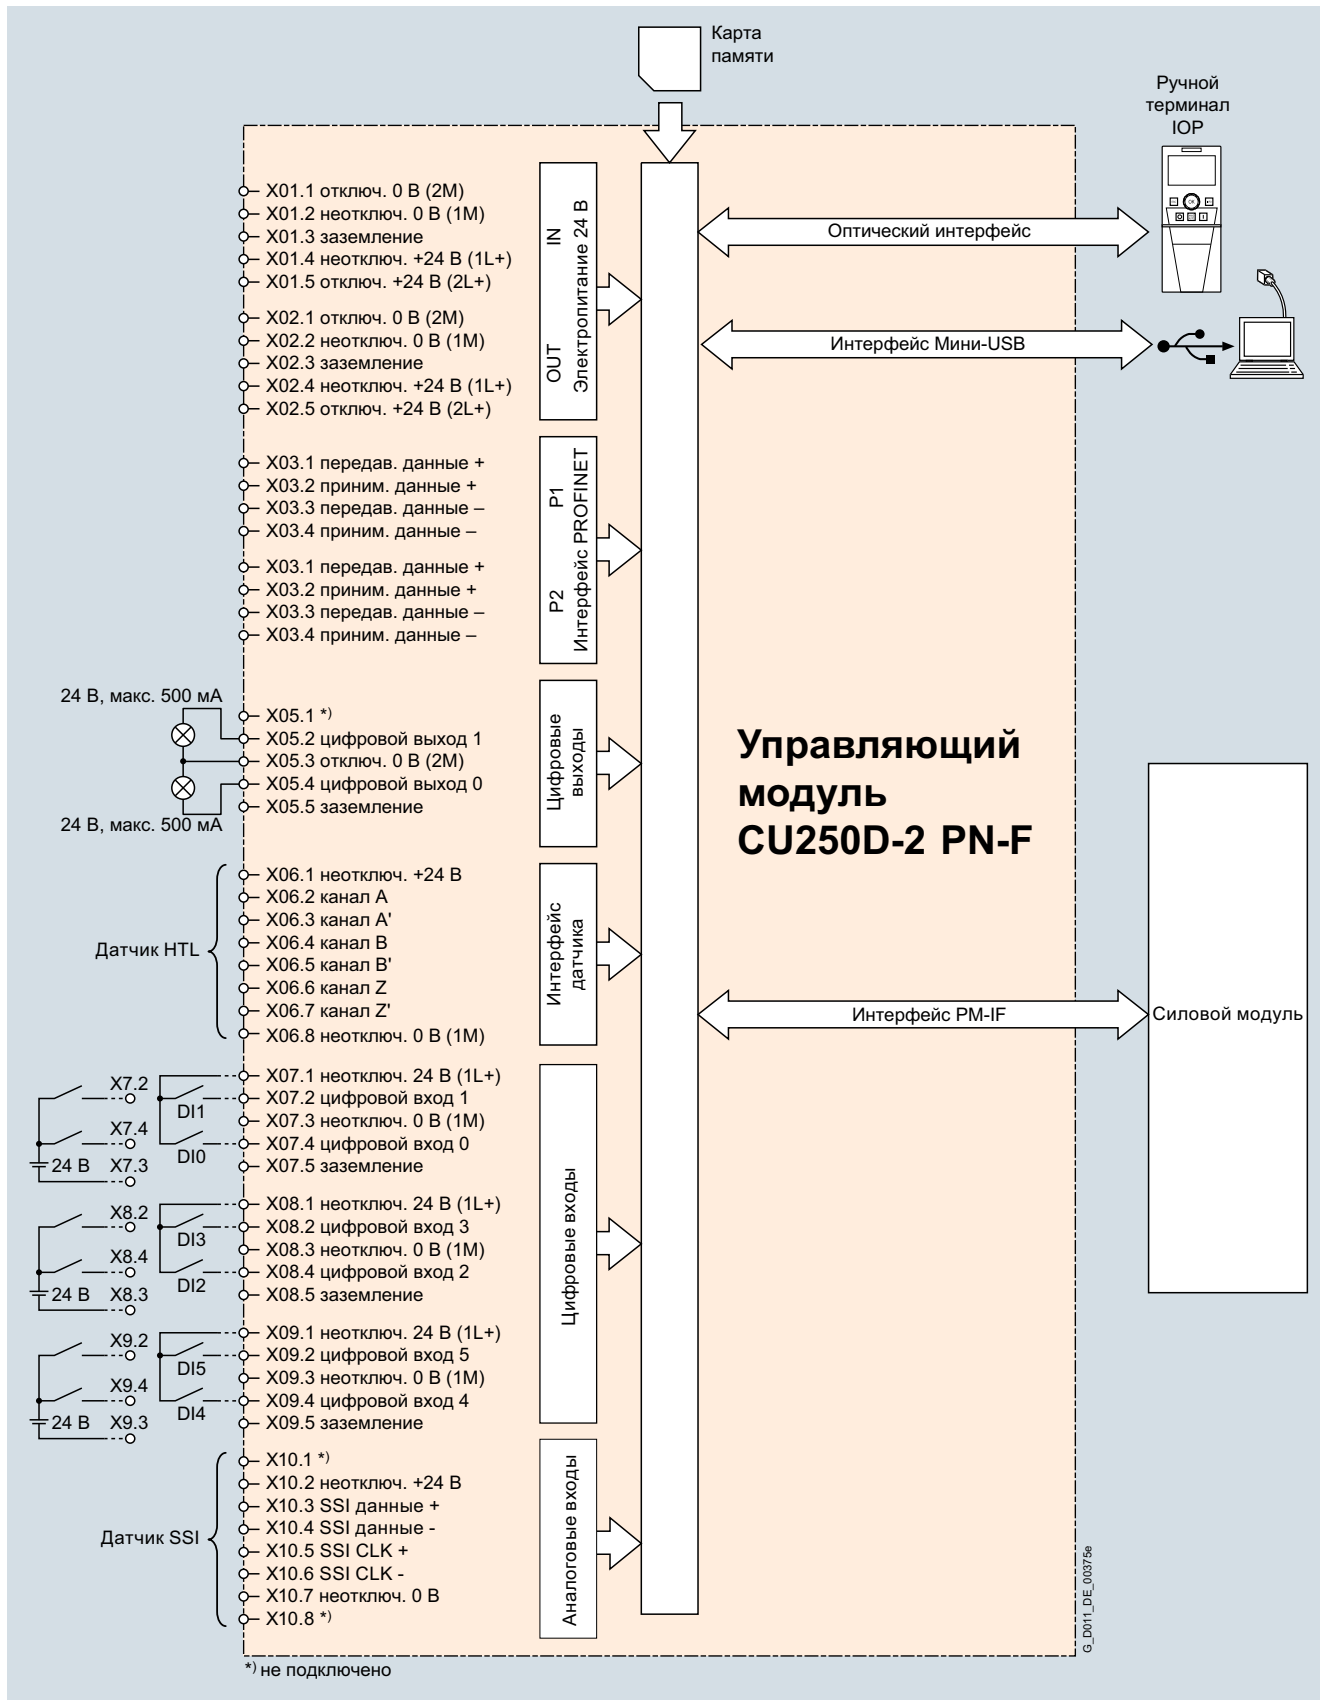 Карта
памяти
Ручной
терминал
IOP
X01.1 отключ. 0 В (2M)
X01.2 неотключ. 0 В (1M)
X01.3 заземление
X01.4 неотключ. +24 В (1L+)
X01.5 отключ. +24 В (2L+)
X02.1 отключ. 0 В (2M)
X02.2 неотключ. 0 В (1M)
X02.3 заземление
X02.4 неотключ. +24 В (1L+)
X02.5 отключ. +24 В (2L+)
IN
OUT
Электропитание 24 В
Оптический интерфейс
Интерфейс Мини-USB
X03.1 передав. данные +
X03.2 приним. данные +
X03.3 передав. данные –
X03.4 приним. данные –
X03.1 передав. данные +
X03.2 приним. данные +
X03.3 передав. данные –
X03.4 приним. данные –
P1
P2
Интерфейс PROFINET
24 В, макс. 500 мА
X05.1 *)
X05.2 цифровой выход 1
X05.3 отключ. 0 В (2M)
X05.4 цифровой выход 0
X05.5 заземление
24 В, макс. 500 мА
Цифровые
выходы
Управляющий
модуль
CU250D-2 PN-F
Датчик HTL
X06.1 неотключ. +24 В
X06.2 канал A
X06.3 канал A'
X06.4 канал B
X06.5 канал B'
X06.6 канал Z
X06.7 канал Z'
X06.8 неотключ. 0 В (1M)
Интерфейс
датчика
Интерфейс PM-IF
Силовой модуль
X7.2
X7.4
24 В X7.3
DI1
DI0
X07.1 неотключ. 24 В (1L+)
X07.2 цифровой вход 1
X07.3 неотключ. 0 В (1M)
X07.4 цифровой вход 0
X07.5 заземление
X8.2
X8.4
24 В X8.3
DI3
DI2
X08.1 неотключ. 24 В (1L+)
X08.2 цифровой вход 3
X08.3 неотключ. 0 В (1M)
X08.4 цифровой вход 2
X08.5 заземление
X9.2
X9.4
24 В X9.3
DI5
DI4
X09.1 неотключ. 24 В (1L+)
X09.2 цифровой вход 5
X09.3 неотключ. 0 В (1M)
X09.4 цифровой вход 4
X09.5 заземление
Цифровые входы
Датчик SSI
X10.1 *)
X10.2 неотключ. +24 В
X10.3 SSI данные +
X10.4 SSI данные -
X10.5 SSI CLK +
X10.6 SSI CLK -
X10.7 неотключ. 0 В
X10.8 *)
Аналоговые входы
G_D011_DE_00375e
*) не подключено